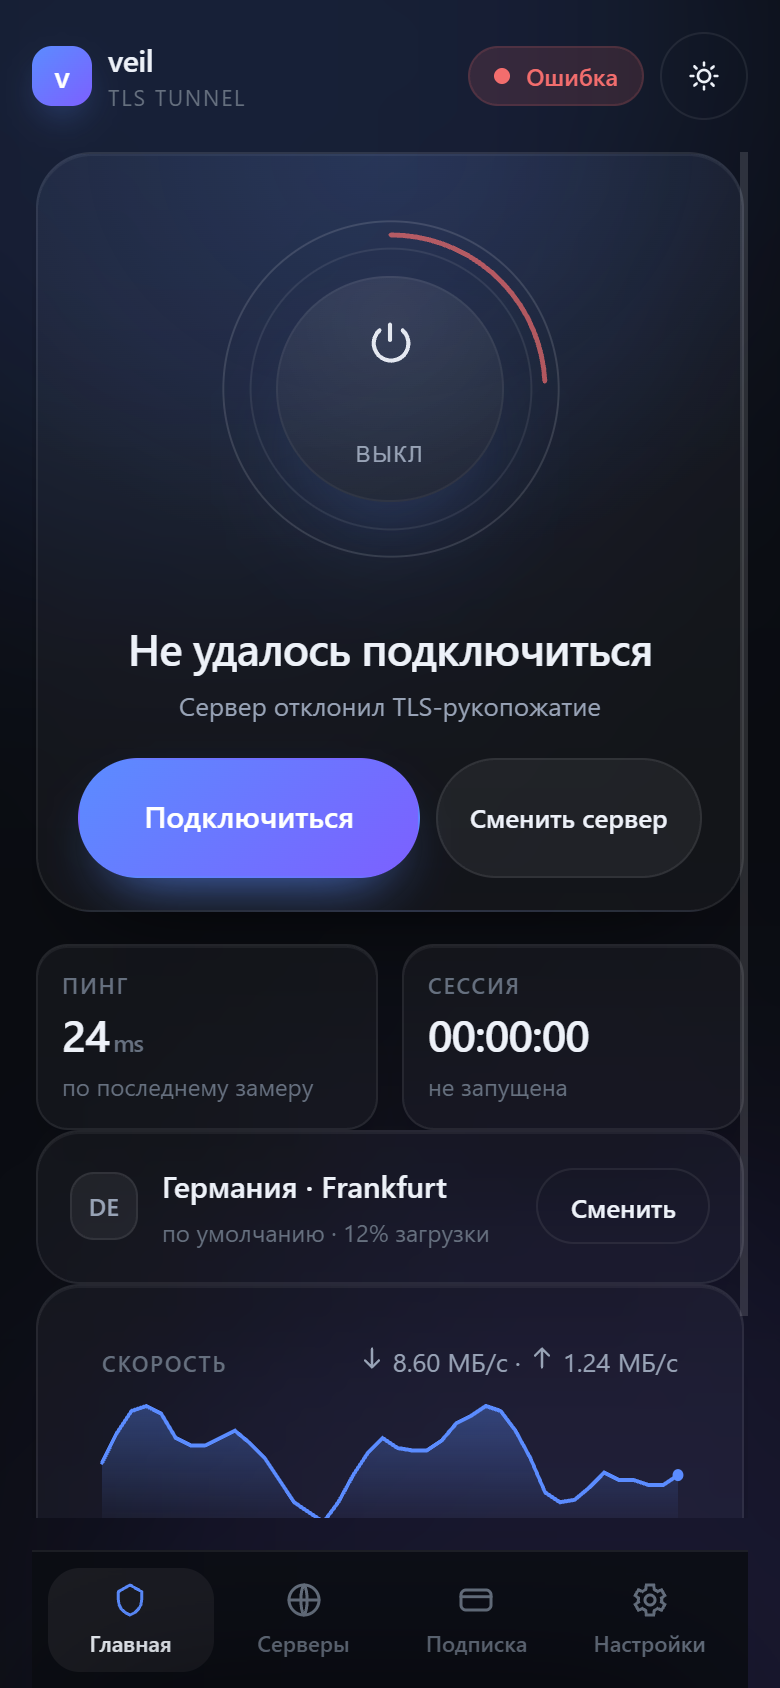 v
veil
TLS TUNNEL
Ошибка
ВЫКЛ
Не удалось подключиться
Сервер отклонил TLS-рукопожатие
Подключиться
Сменить сервер
ПИНГ
24 ms
по последнему замеру
СЕССИЯ
00:00:00
не запущена
DE
Германия · Frankfurt
по умолчанию · 12% загрузки
Сменить
СКОРОСТЬ
↓ 8.60 МБ/с · ↑ 1.24 МБ/с
Главная
Серверы
Подписка
Настройки